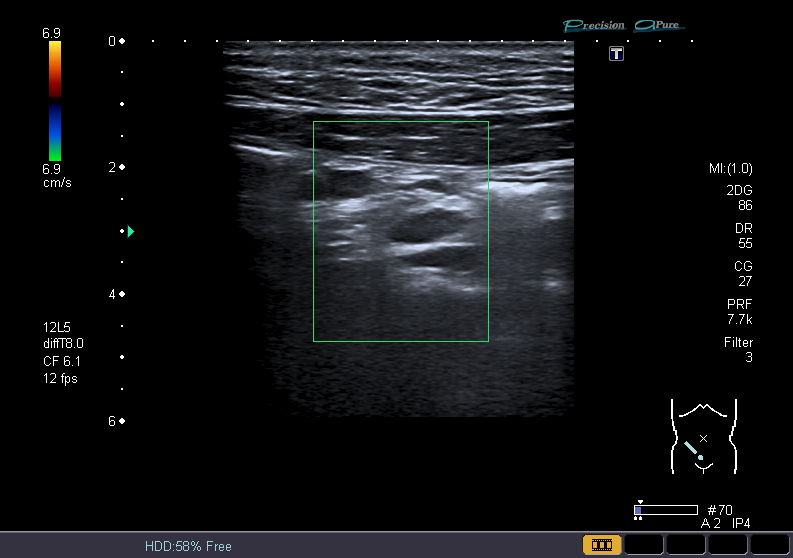 Precision APure
6.9
0
T
6.9
cm/s
2
MI:(1.0)
2DG
86
DR
55
CG
27
4
PRF
7.7k
12L5
diffT8.0
CF 6.1
12 fps
Filter
3
6
#70
A 2 IP4
HDD:58% Free